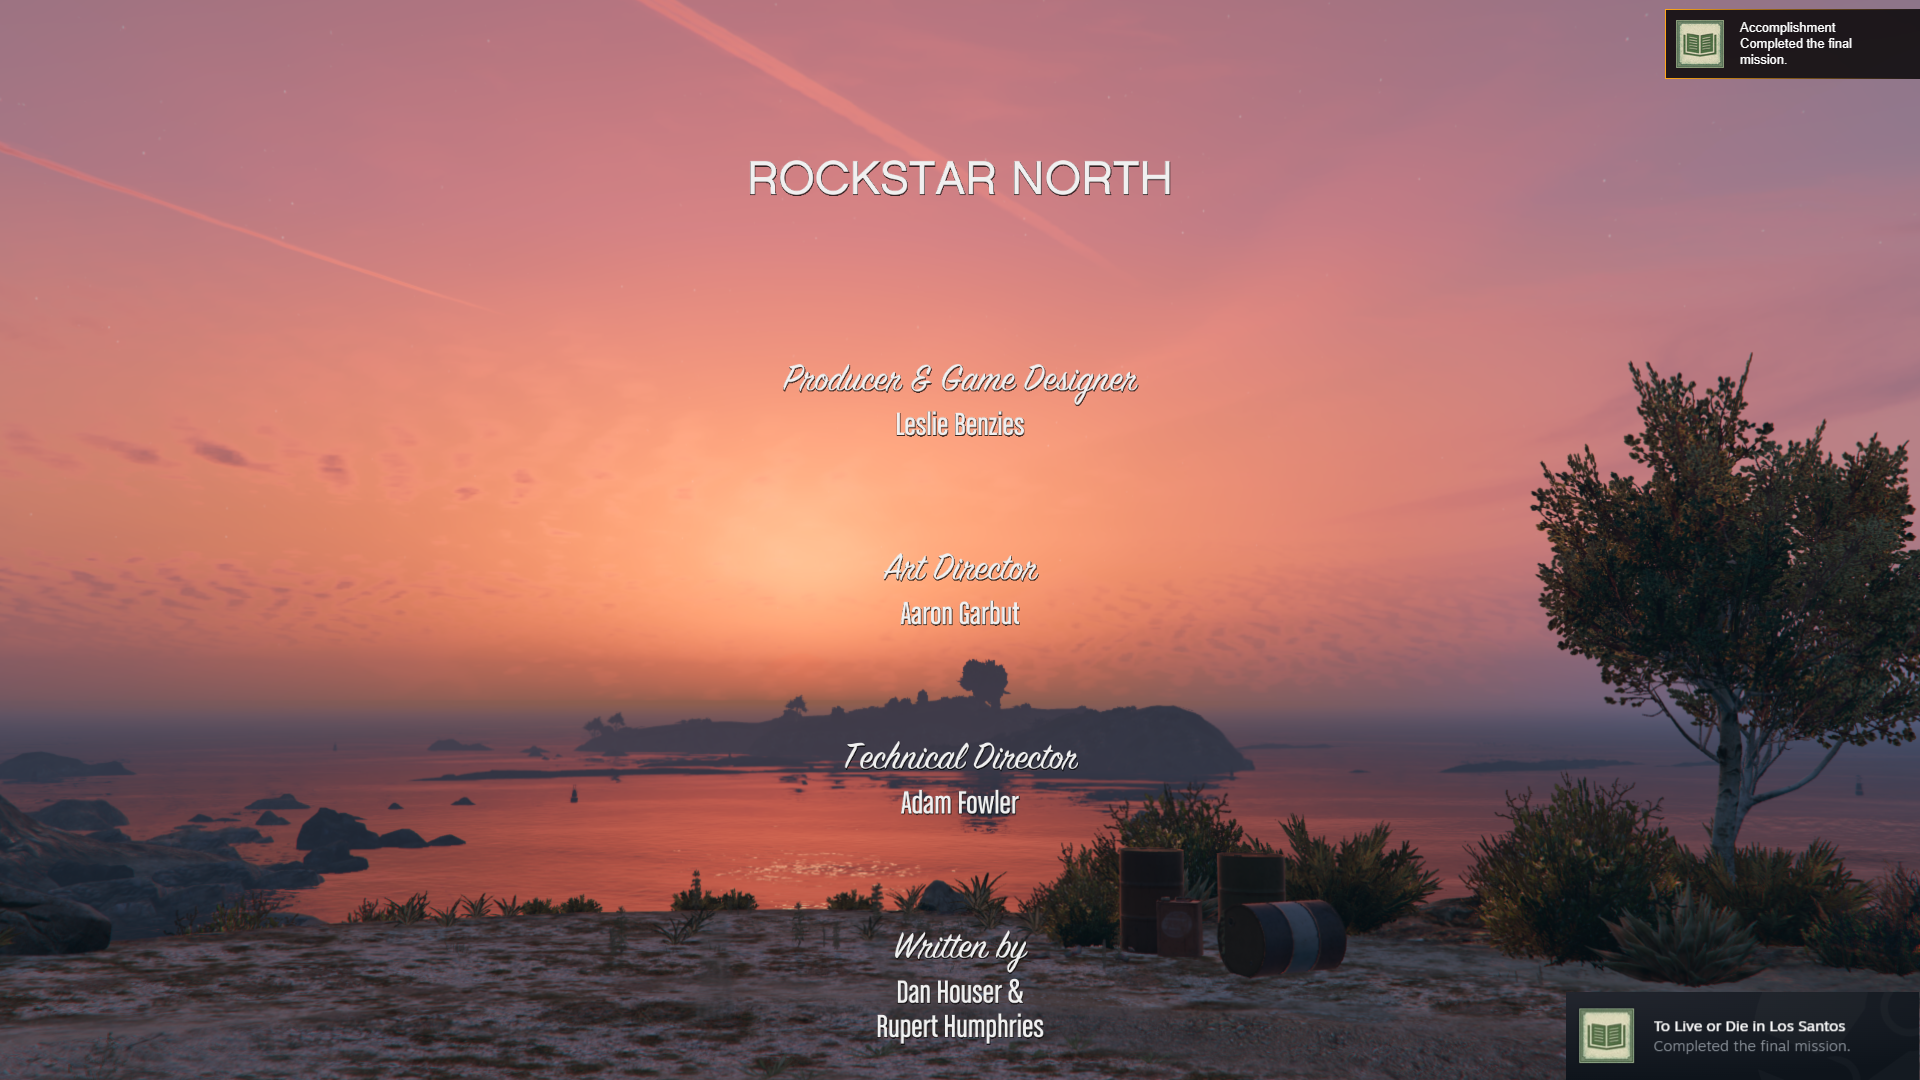 Accomplishment
Completed the final
mission.
ROCKSTAR NORTH
Producer & Game Designer
Leslie Benzies
Art Director
Aaron Garbut
Technical Director
Adam Fowler
Written by
Dan Houser &
Rupert Humphries
To Live or Die in Los Santos
Completed the final mission.